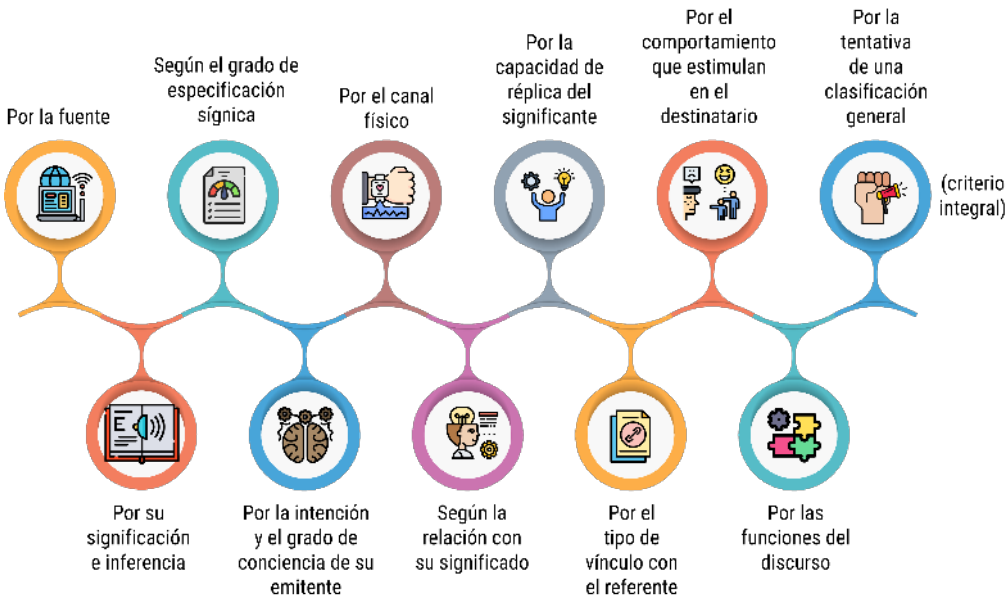 Por la fuente
Según el grado de
especificación
sígnica
Por el canal
físico
Por la
capacidad de
réplica del
significante
Por el
comportamiento
que estimulan
en el
destinatario
Por la
tentativa
de una
clasificación
general
(criterio
integral)
E
Por su
significación
e inferencia
Por la intención
y el grado de
conciencia de su
emitente
Según la
relación con
su significado
Por el
tipo de
vínculo con
el referente
Por las
funciones del
discurso